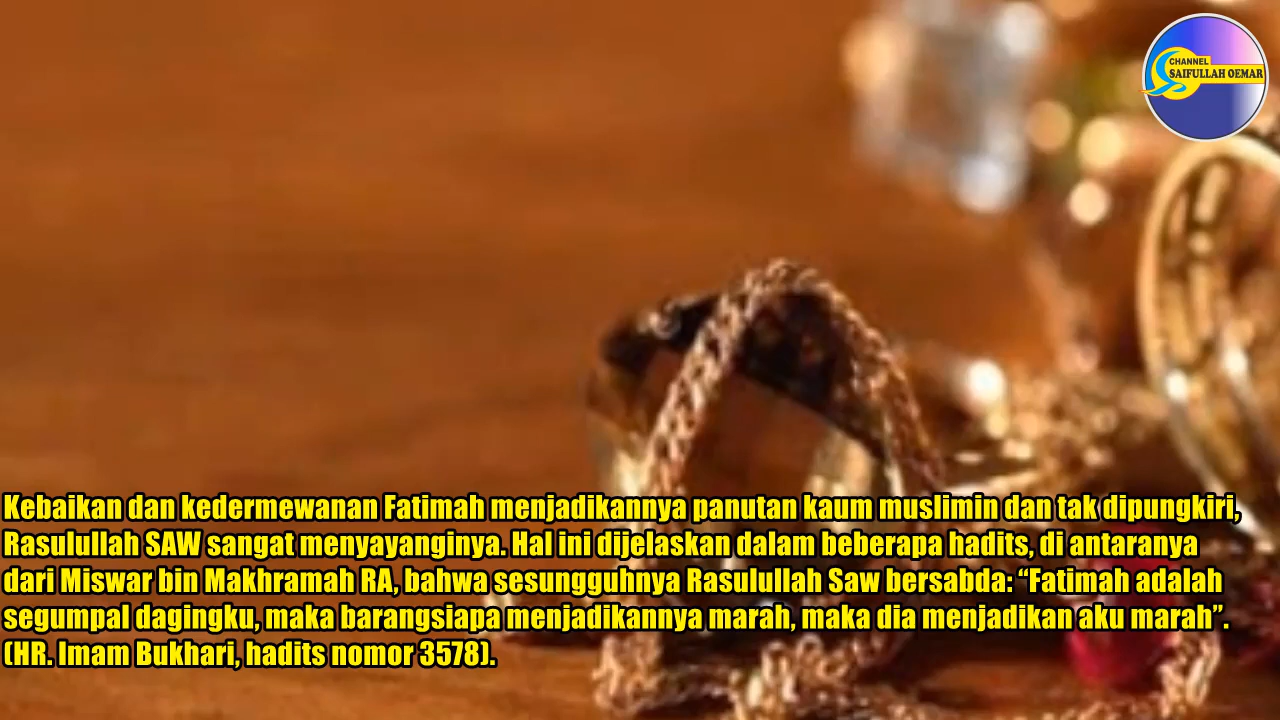 CHANNEL
SAIFULLAH OEMAR
Kebaikan dan kedermewanan Fatimah menjadikannya panutan kaum muslimin dan tak dipungkiri,
Rasulullah SAW sangat menyayanginya. Hal ini dijelaskan dalam beberapa hadits, di antaranya
dari Miswar bin Makhramah RA, bahwa sesungguhnya Rasulullah Saw bersabda: “Fatimah adalah
segumpal dagingku, maka barangsiapa menjadikannya marah, maka dia menjadikan aku marah”.
(HR. Imam Bukhari, hadits nomor 3578).